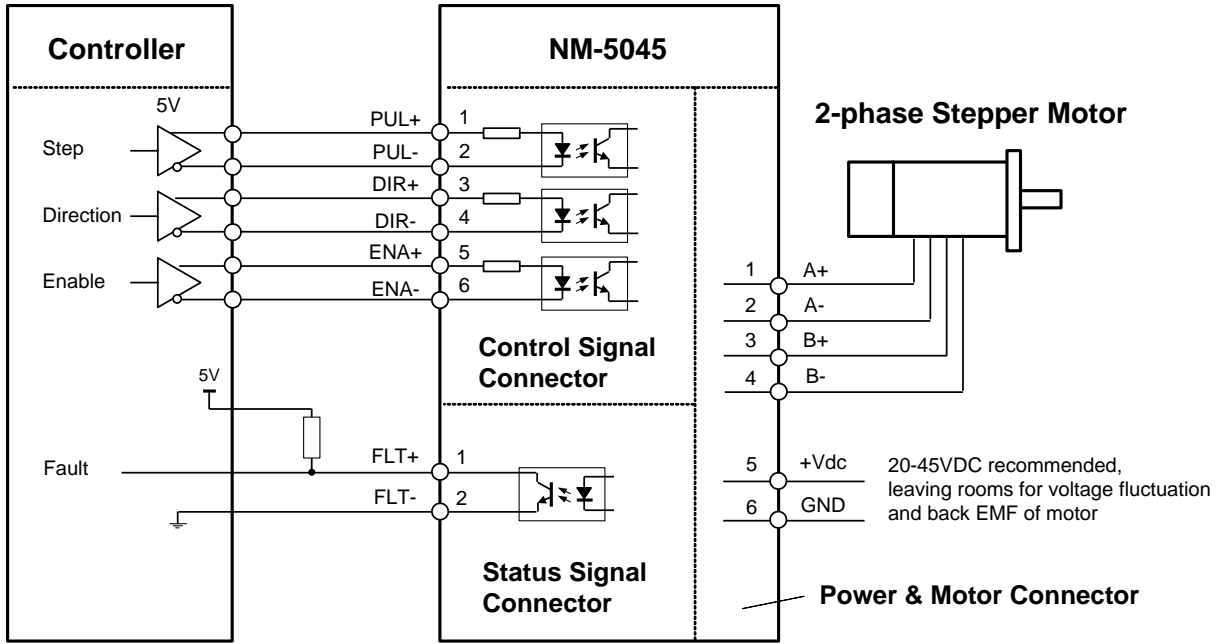 Controller
NM-5045
2-phase Stepper Motor
5V
Step
Direction
Enable
PUL+ 1
PUL- 2
DIR+ 3
DIR- 4
ENA+ 5
ENA- 6
Control Signal
Connector
1 A+
2 A-
3 B+
4 B-
5V
Fault
FLT+ 1
FLT- 2
Status Signal
Connector
5 +Vdc
6 GND
20-45VDC recommended,
leaving rooms for voltage fluctuation
and back EMF of motor
Power & Motor Connector